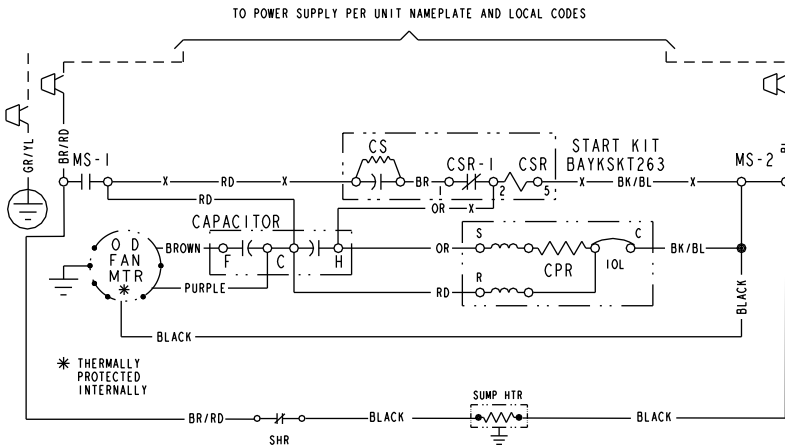 TO POWER SUPPLY PER UNIT NAMEPLATE AND LOCAL CODES
GR/YL
BR/RD
MS-1
X
RD
X
CS
BR
CSR-1
CSR
1
2
5
START KIT
BAYKSKT263
X
BK/BL
X
MS-2
RD
OR
X
CAPACITOR
O D
FAN
MTR
*
BROWN
F
C
H
OR
S
CPR
IOL
C
BK/BL
PURPLE
RD
R
BLACK
BLACK
* THERMALLY
PROTECTED
INTERNALLY
BR/RD
SHR
BLACK
SUMP HTR
BLACK